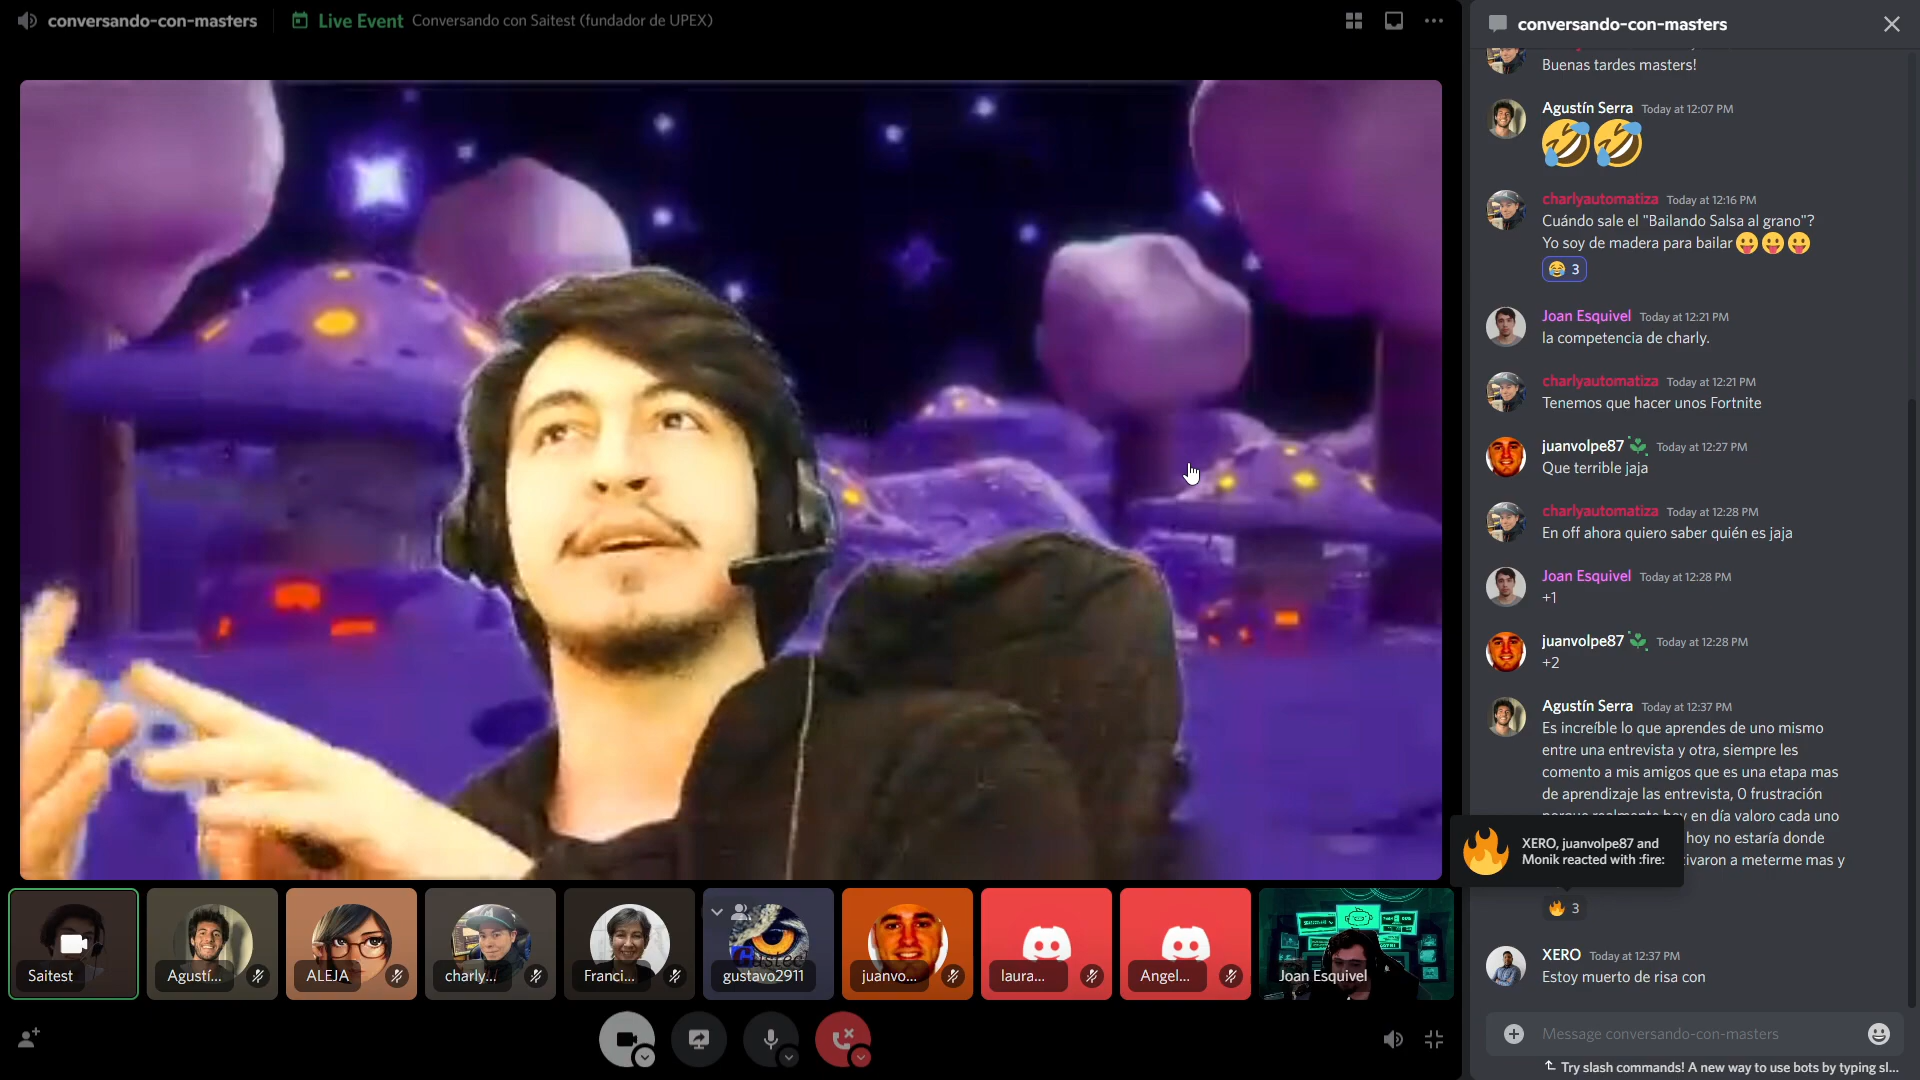 conversando-con-masters
Live Event Conversando con Saitest (fundador de UPEX)
Saitest
Agustí...
ALEJA
charly...
Franci...
gustavo2911
juanvo...
laura...
Angel...
Joan Esquivel
conversando-con-masters
Buenas tardes masters!
Agustín Serra Today at 12:07 PM
charlyautomatiza Today at 12:16 PM
Cuándo sale el "Bailando Salsa al grano"?
Yo soy de madera para bailar
3
Joan Esquivel Today at 12:21 PM
la competencia de charly.
charlyautomatiza Today at 12:21 PM
Tenemos que hacer unos Fortnite
juanvolpe87 Today at 12:27 PM
Que terrible jaja
charlyautomatiza Today at 12:28 PM
En off ahora quiero saber quién es jaja
Joan Esquivel Today at 12:28 PM
+1
juanvolpe87 Today at 12:28 PM
+2
Agustín Serra Today at 12:37 PM
Es increíble lo que aprendes de uno mismo
entre una entrevista y otra, siempre les
comento a mis amigos que es una etapa mas
de aprendizaje las entrevista, 0 frustración
en día valoro cada uno
hoy no estaría donde
ivaron a meterme mas y
XERO, juanvolpe87 and
Monik reacted with :fire:
3
XERO Today at 12:37 PM
Estoy muerto de risa con
Message conversando-con-masters
Try slash commands! A new way to use bots by typing sl...